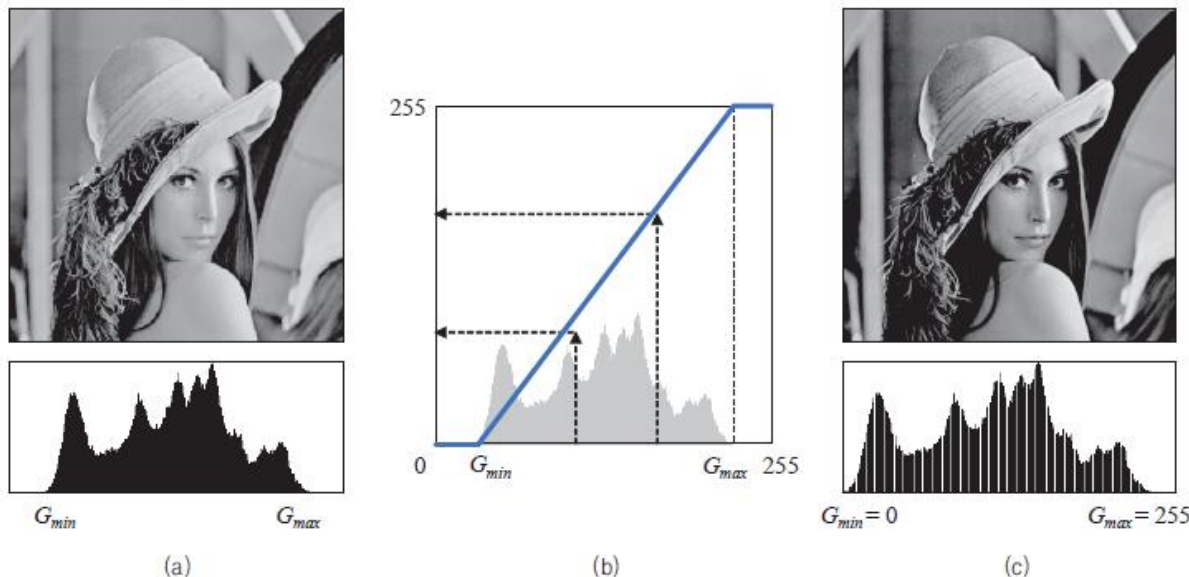 255
0
G_min
G_max
255
G_min
G_max
G_min = 0
G_max = 255
(a)
(b)
(c)